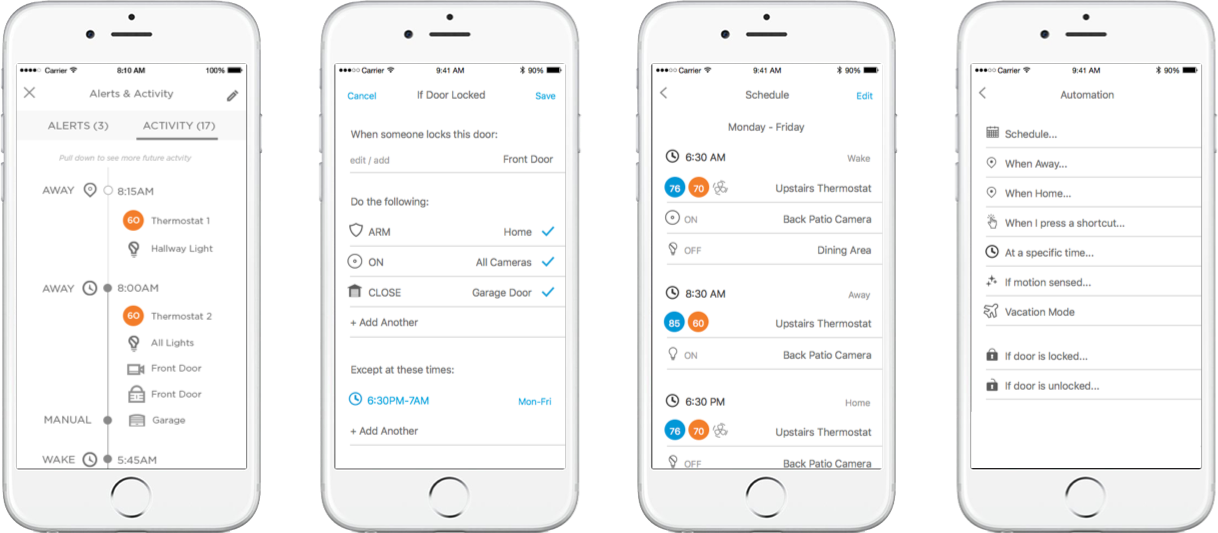 Carrier 8:10 AM 100%
Alerts & Activity
ALERTS (3) ACTIVITY (17)
Pull down to see more future actvity
AWAY 8:15AM
60 Thermostat 1
Hallway Light
AWAY 8:00AM
60 Thermostat 2
All Lights
Front Door
Front Door
MANUAL Garage
WAKE 5:45AM
Carrier 9:41 AM 90%
Cancel If Door Locked Save
When someone locks this door:
edit / add Front Door
Do the following:
ARM Home
ON All Cameras
CLOSE Garage Door
+ Add Another
Except at these times:
6:30PM-7AM Mon-Fri
+ Add Another
Carrier 9:41 AM 90%
Schedule Edit
Monday - Friday
6:30 AM Wake
76 70 Upstairs Thermostat
ON Back Patio Camera
OFF Dining Area
8:30 AM Away
85 60 Upstairs Thermostat
ON Back Patio Camera
6:30 PM Home
76 70 Upstairs Thermostat
OFF Back Patio Camera
Carrier 9:41 AM 90%
Automation
Schedule...
When Away...
When Home...
When I press a shortcut...
At a specific time...
If motion sensed...
Vacation Mode
If door is locked...
If door is unlocked...